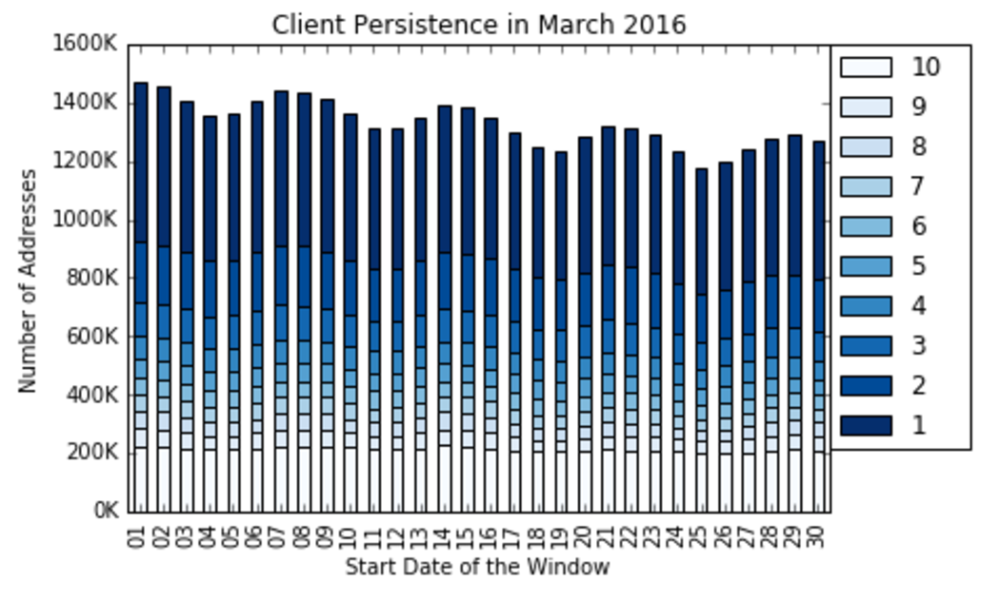 Client Persistence in March 2016
1600K
1400K
1200K
1000K
800K
600K
400K
200K
0K
Number of Addresses
01 02 03 04 05 06 07 08 09 10 11 12 13 14 15 16 17 18 19 20 21 22 23 24 25 26 27 28 29 30
Start Date of the Window
10
9
8
7
6
5
4
3
2
1